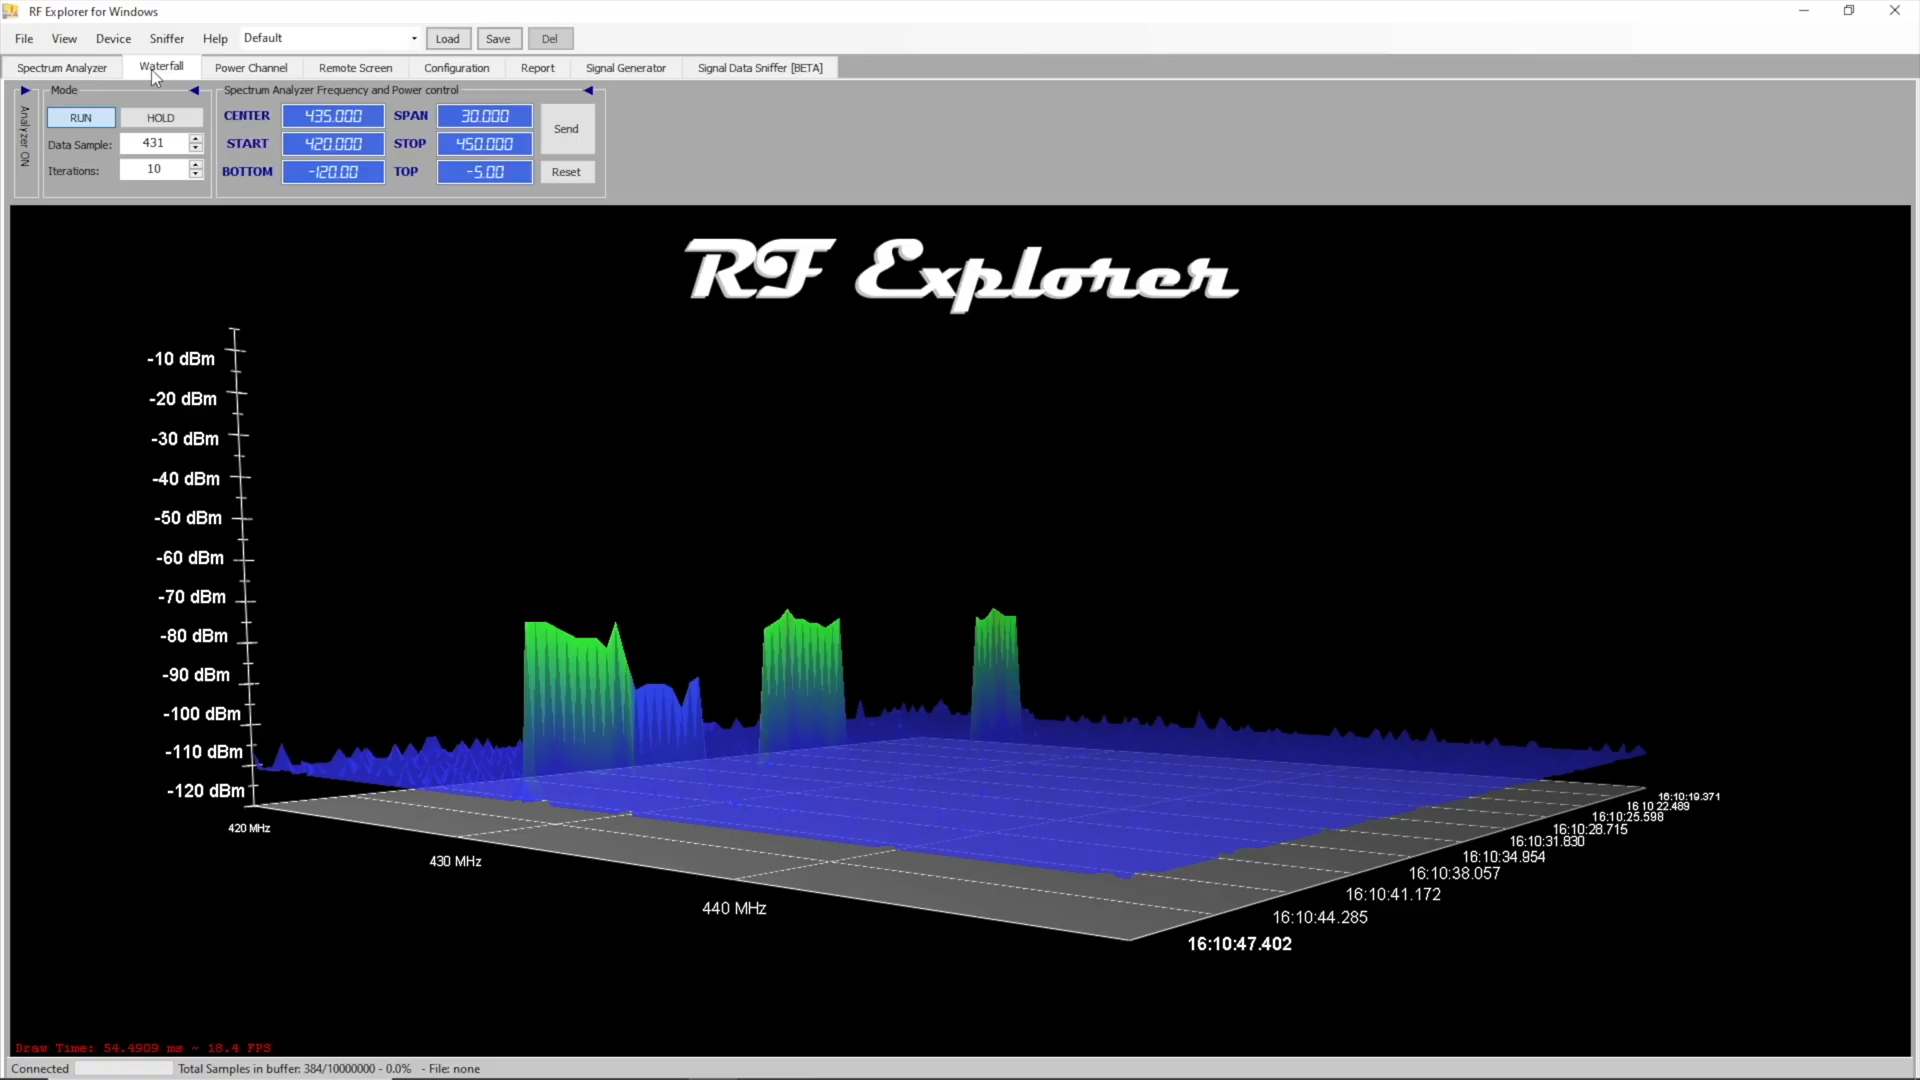 RF Explorer for Windows
File View Device Sniffer Help Default Load Save Del
Spectrum Analyzer Waterfall Power Channel Remote Screen Configuration Report Signal Generator Signal Data Sniffer [BETA]
Analyzer ON
Mode
RUN HOLD
Data Sample: 431
Iterations: 10
Spectrum Analyzer Frequency and Power control
CENTER 435.000 SPAN 30.000
START 420.000 STOP 450.000
BOTTOM -120.00 TOP -5.00
Send
Reset
RF Explorer
-10 dBm
-20 dBm
-30 dBm
-40 dBm
-50 dBm
-60 dBm
-70 dBm
-80 dBm
-90 dBm
-100 dBm
-110 dBm
-120 dBm
420 MHz
430 MHz
440 MHz
16:10:19.371
16:10:22.489
16:10:25.598
16:10:28.715
16:10:31.830
16:10:34.954
16:10:38.057
16:10:41.172
16:10:44.285
16:10:47.402
Draw Time: 54.4909 ms ~ 18.4 FPS
Connected Total Samples in buffer: 384/10000000 - 0.0% - File: none